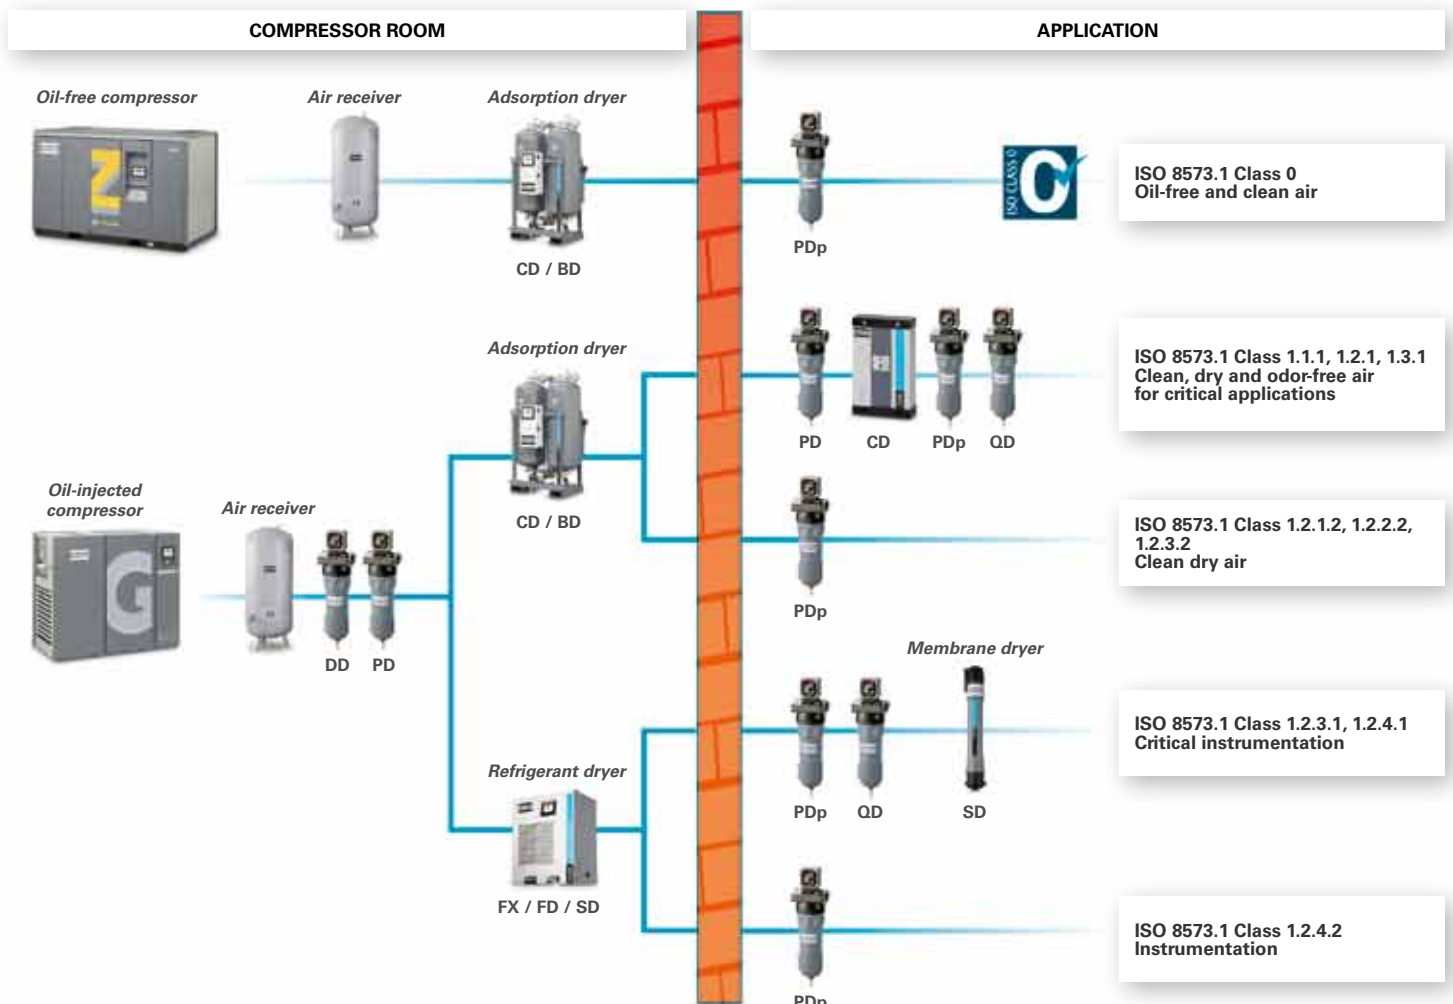 COMPRESSOR ROOM
APPLICATION
Oil-free compressor
Air receiver
Adsorption dryer
Z
CD / BD
PDp
ISO CLASS 0
ISO 8573.1 Class 0
Oil-free and clean air
Adsorption dryer
CD / BD
PD
CD
PDp
QD
ISO 8573.1 Class 1.1.1, 1.2.1, 1.3.1
Clean, dry and odor-free air
for critical applications
Oil-injected
compressor
G
Air receiver
DD
PD
PDp
ISO 8573.1 Class 1.2.1.2, 1.2.2.2,
1.2.3.2
Clean dry air
Refrigerant dryer
FX / FD / SD
Membrane dryer
PDp
QD
SD
ISO 8573.1 Class 1.2.3.1, 1.2.4.1
Critical instrumentation
PDp
ISO 8573.1 Class 1.2.4.2
Instrumentation